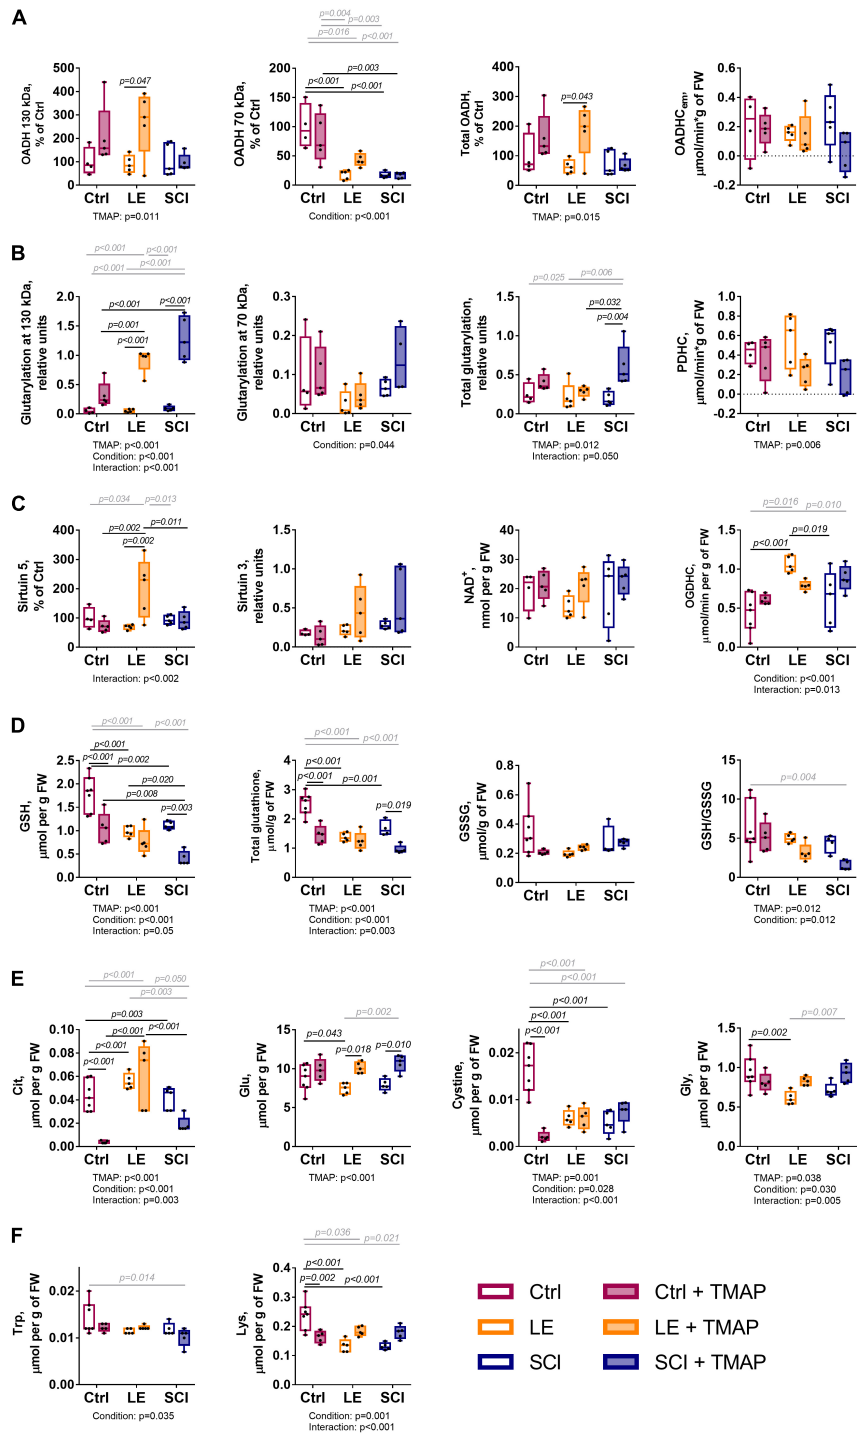 A
p=0.004
p=0.003
p=0.016
p<0.001
p=0.003
p<0.001
p<0.001
p=0.047
p=0.043
OADH 130 kDa,
% of Ctrl
500
400
300
200
100
0
Ctrl LE SCI
TMAP: p=0.011
OADH 70 kDa,
% of Ctrl
200
150
100
50
0
Ctrl LE SCI
Condition: p<0.001
Total OADH,
% of Ctrl
400
300
200
100
0
Ctrl LE SCI
TMAP: p=0.015
OADHCem,
µmol/min*g of FW
0.6
0.4
0.2
0.0
-0.2
Ctrl LE SCI
B
p<0.001
p<0.001
p<0.001
p<0.001
p<0.001
p<0.001
p=0.001
p<0.001
Glutarylation at 130 kDa,
relative units
2.0
1.5
1.0
0.5
0.0
Ctrl LE SCI
TMAP: p<0.001
Condition: p<0.001
Interaction: p<0.001
Glutarylation at 70 kDa,
relative units
0.3
0.2
0.1
0.0
Ctrl LE SCI
Condition: p=0.044
p=0.006
p=0.025
p=0.032
p=0.004
Total glutarylation,
relative units
1.5
1.0
0.5
0.0
Ctrl LE SCI
TMAP: p=0.012
Interaction: p=0.050
PDHC,
µmol/min*g of FW
1.0
0.8
0.6
0.4
0.2
0.0
-0.2
Ctrl LE SCI
TMAP: p=0.006
C
p=0.034
p=0.013
p=0.002
p=0.011
p=0.002
Sirtuin 5,
% of Ctrl
400
300
200
100
0
Ctrl LE SCI
Interaction: p<0.002
Sirtuin 3,
relative units
1.5
1.0
0.5
0.0
Ctrl LE SCI
NAD+,
nmol per g FW
40
30
20
10
0
Ctrl LE SCI
p=0.016
p=0.010
p=0.019
p<0.001
OGDHC,
µmol/min per g of FW
1.5
1.0
0.5
0.0
Ctrl LE SCI
Condition: p<0.001
Interaction: p=0.013
D
p<0.001
p<0.001
p<0.001
p<0.001
p=0.002
p=0.020
p=0.008
p=0.003
GSH,
µmol per g FW
2.5
2.0
1.5
1.0
0.5
0.0
Ctrl LE SCI
TMAP: p<0.001
Condition: p<0.001
Interaction: p=0.05
p<0.001
p<0.001
p<0.001
p<0.001
p=0.001
p=0.019
Total glutathione,
µmol/g of FW
4
3
2
1
0
Ctrl LE SCI
TMAP: p<0.001
Condition: p<0.001
Interaction: p=0.003
GSSG,
µmol/g of FW
0.8
0.6
0.4
0.2
0.0
Ctrl LE SCI
p=0.004
GSH/GSSG
15
10
5
0
Ctrl LE SCI
TMAP: p=0.012
Condition: p=0.012
E
p<0.001
p=0.050
p=0.003
p=0.003
p<0.001
p<0.001
p<0.001
p<0.001
Cit,
µmol per g FW
0.10
0.08
0.06
0.04
0.02
0.00
Ctrl LE SCI
TMAP: p<0.001
Condition: p<0.001
Interaction: p=0.003
p=0.002
p=0.043
p=0.010
p=0.018
Glu,
µmol per g of FW
15
10
5
0
Ctrl LE SCI
TMAP: p<0.001
p<0.001
p<0.001
p<0.001
p<0.001
p<0.001
Cystine,
µmol per g of FW
0.02
0.01
0.00
Ctrl LE SCI
TMAP: p=0.001
Condition: p=0.028
Interaction: p<0.001
p=0.007
p=0.002
Gly,
µmol per g of FW
1.5
1.0
0.5
0.0
Ctrl LE SCI
TMAP: p=0.038
Condition: p=0.030
Interaction: p=0.005
F
p=0.014
Trp,
µmol per g of FW
0.02
0.01
0.00
Ctrl LE SCI
Condition: p=0.035
p=0.036
p=0.021
p<0.001
p=0.002
p<0.001
Lys,
µmol per g of FW
0.4
0.3
0.2
0.1
0.0
Ctrl LE SCI
Condition: p=0.001
Interaction: p<0.001
Ctrl Ctrl + TMAP
LE LE + TMAP
SCI SCI + TMAP